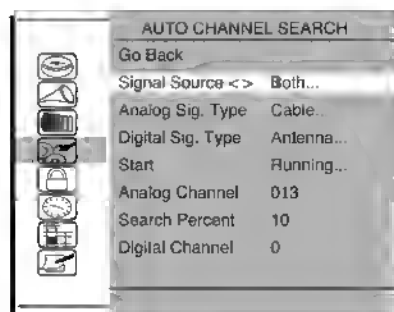 AUTO CHANNEL SEARCH
Go Back
Signal Source <> Both...
Analog Sig. Type Cable...
Digital Sig. Type Antenna...
Start Running...
Analog Channel 013
Search Percent 10
Digital Channel 0